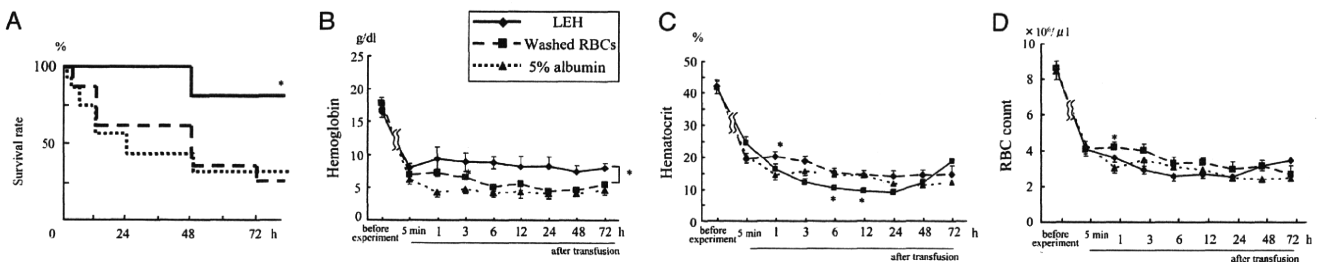 A
%
100
50
Survival rate
0 24 48 72 h
B
g/dl
25
20
15
10
5
0
Hemoglobin
LEH
Washed RBCs
5% albumin
*
*
before experiment
5 min 1 3 6 12 24 48 72 h
after transfusion
C
%
50
40
30
20
10
0
Hematocrit
*
*
*
before experiment
5 min 1 3 6 12 24 48 72 h
after transfusion
D
×10⁶/μl
10
8
6
4
2
0
RBC count
*
before experiment
5 min 1 3 6 12 24 48 72 h
after transfusion